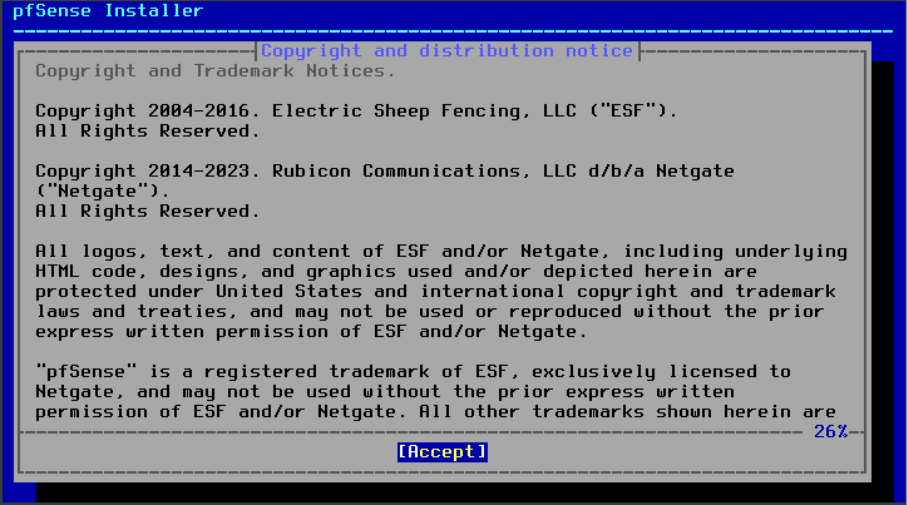 pfSense Installer
Copyright and distribution notice
Copyright and Trademark Notices.
Copyright 2004-2016. Electric Sheep Fencing, LLC ("ESF").
All Rights Reserved.
Copyright 2014-2023. Rubicon Communications, LLC d/b/a Netgate
("Netgate").
All Rights Reserved.
All logos, text, and content of ESF and/or Netgate, including underlying
HTML code, designs, and graphics used and/or depicted herein are
protected under United States and international copyright and trademark
laws and treaties, and may not be used or reproduced without the prior
express written permission of ESF and/or Netgate.
"pfSense" is a registered trademark of ESF, exclusively licensed to
Netgate, and may not be used without the prior express written
permission of ESF and/or Netgate. All other trademarks shown herein are
26%
[Accept]